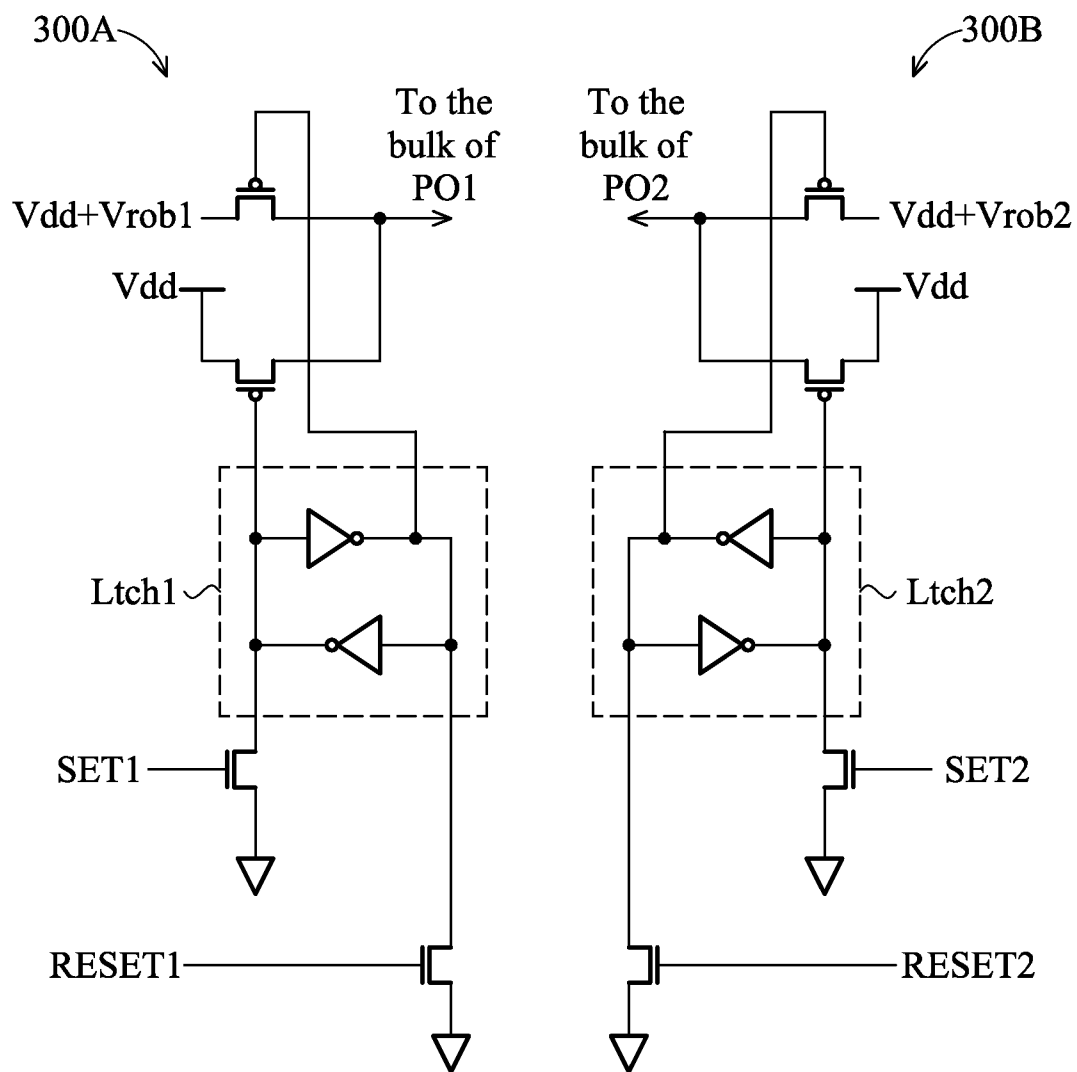 300A
300B
To the
bulk of
PO1
To the
bulk of
PO2
Vdd+Vrob1
Vdd+Vrob2
Vdd
Vdd
Ltch1
Ltch2
SET1
SET2
RESET1
RESET2